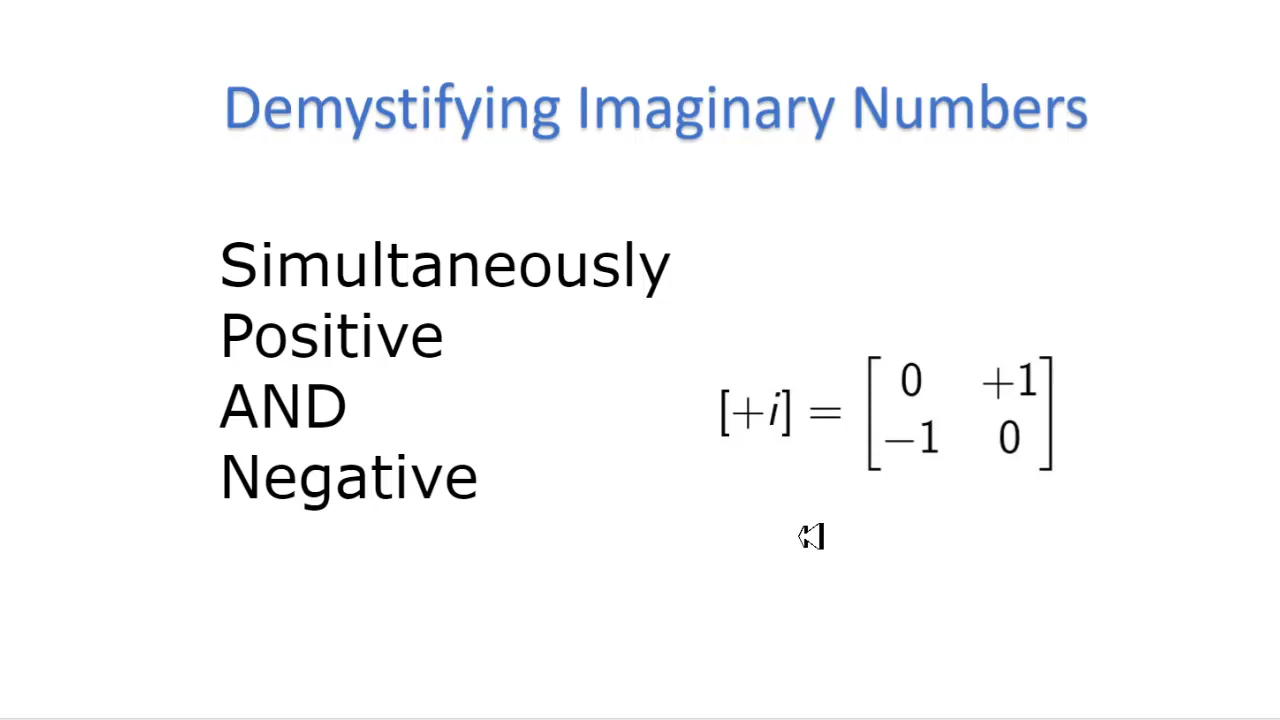 Demystifying Imaginary Numbers
Simultaneously
Positive
AND
Negative
[+i] = [0 +1
−1 0]